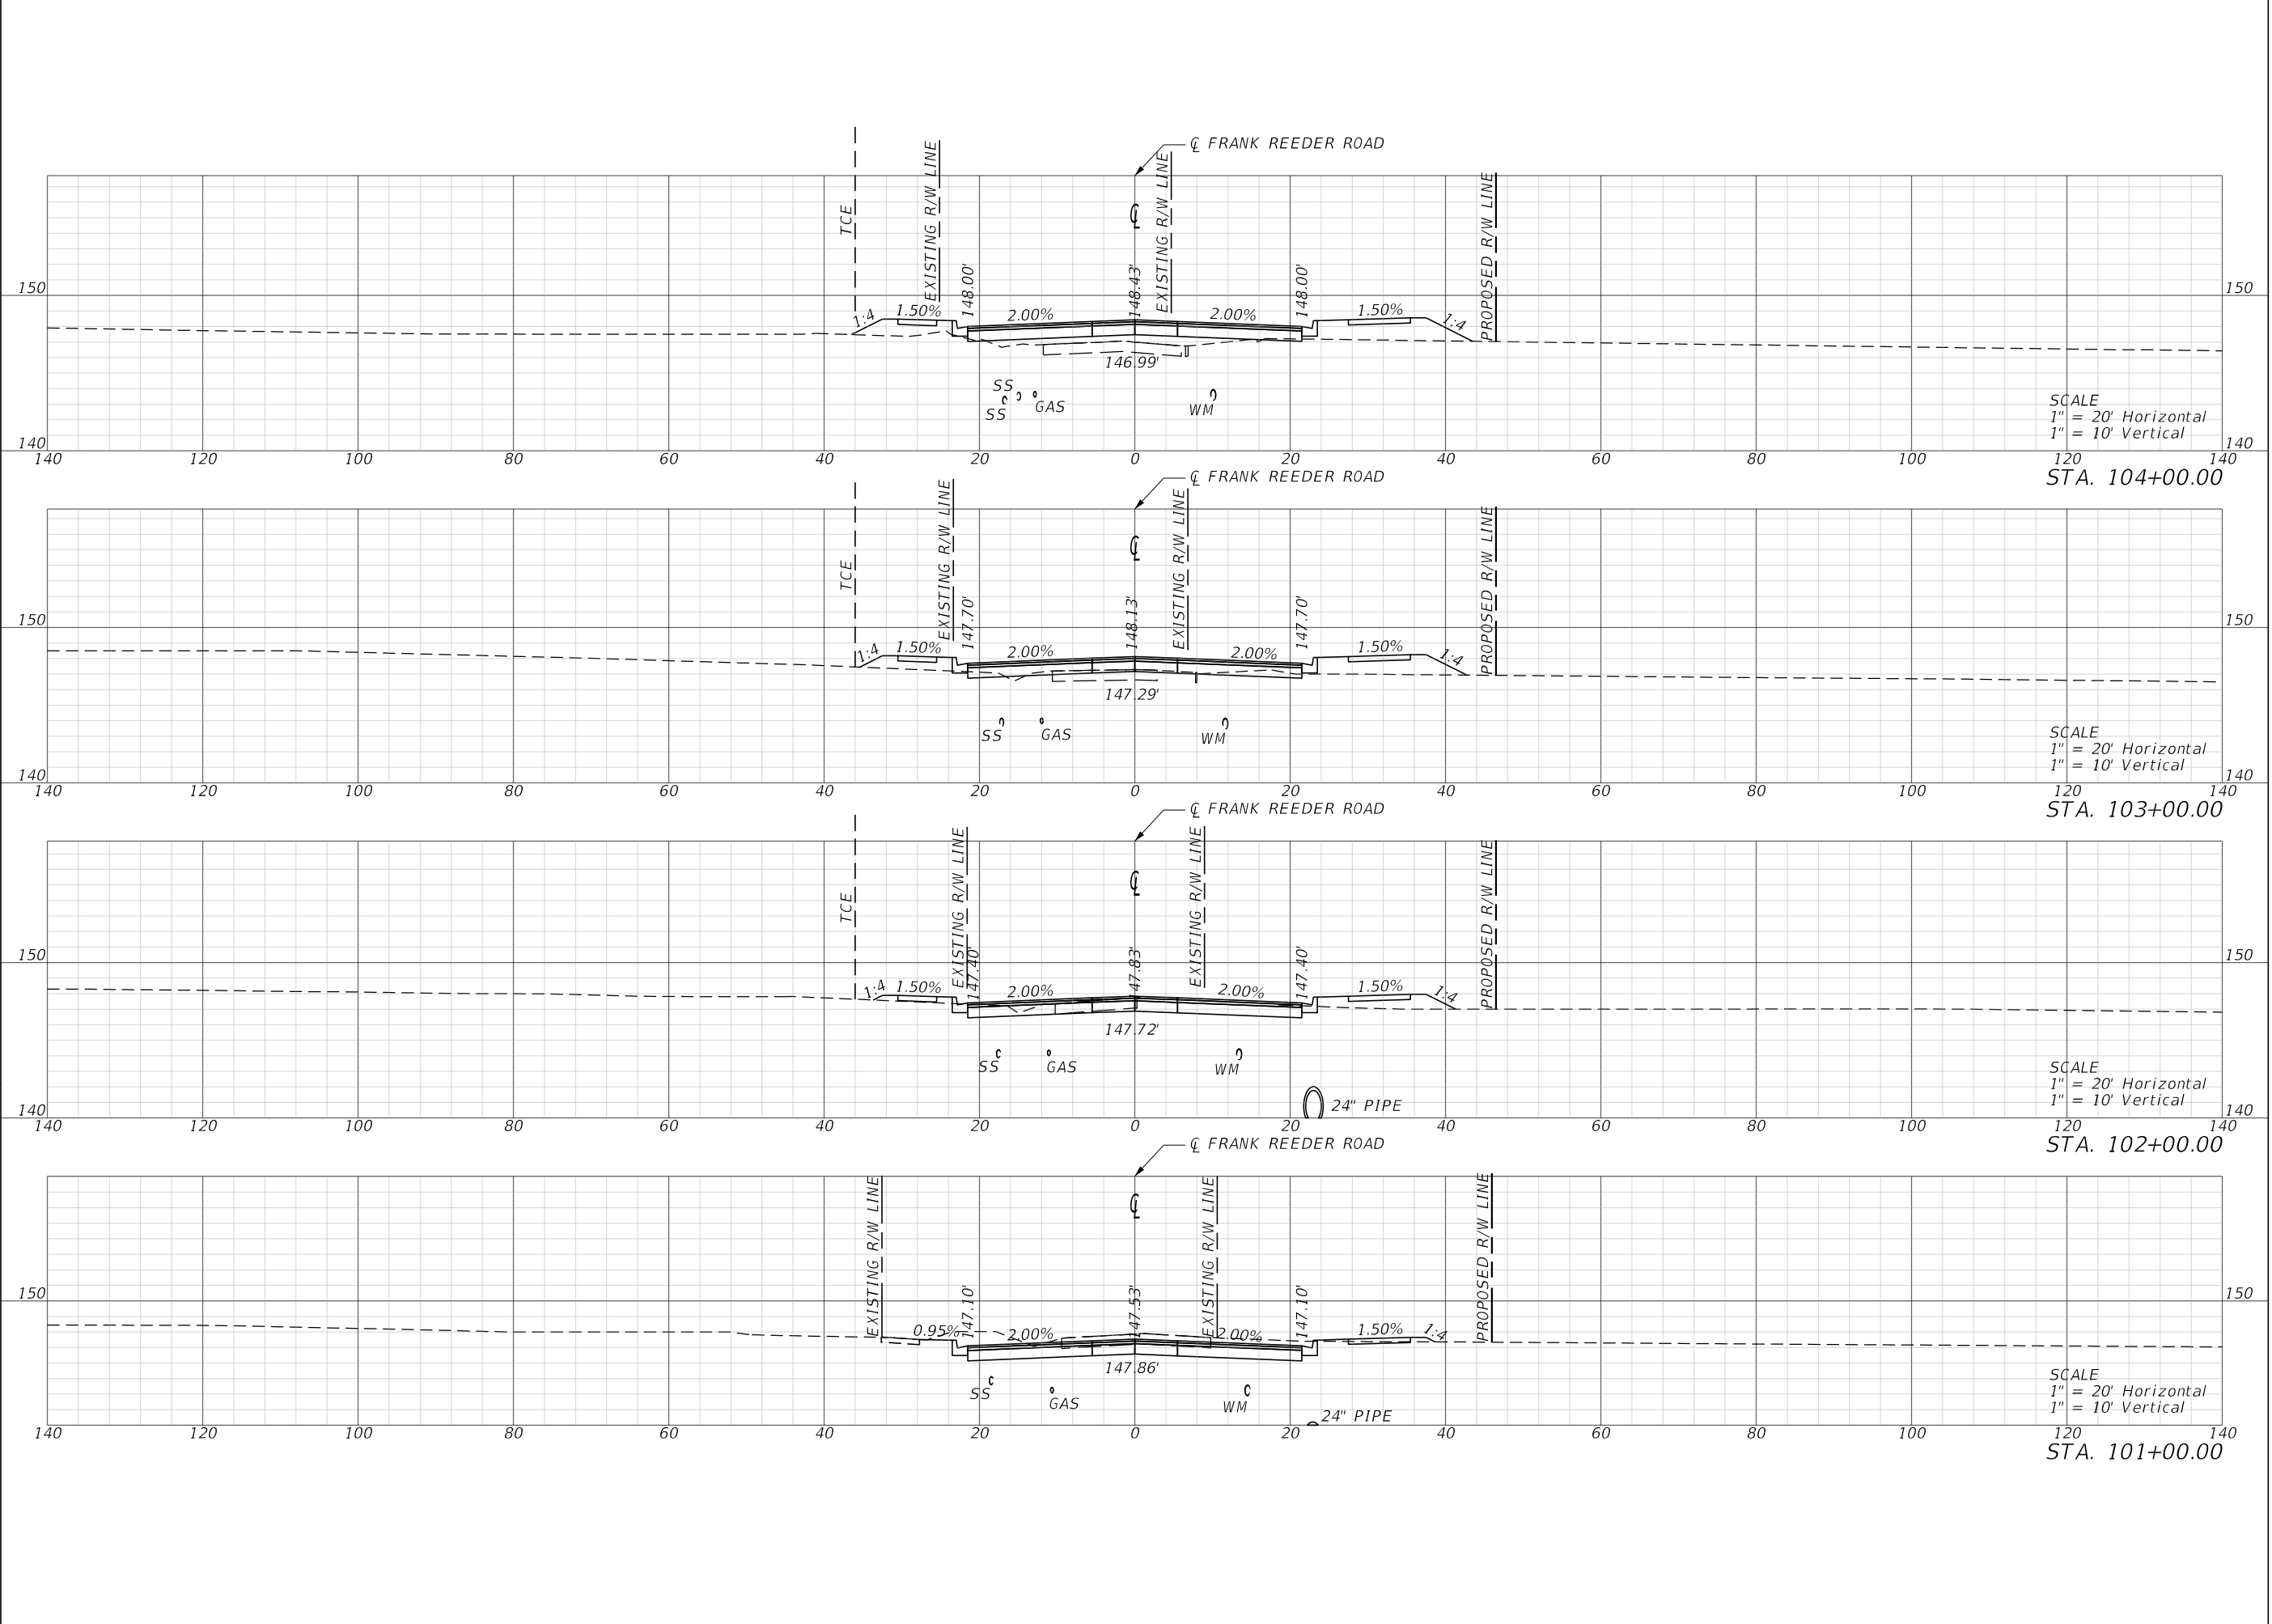 ℄ FRANK REEDER ROAD
TCE
EXISTING R/W LINE
℄
EXISTING R/W LINE
PROPOSED R/W LINE
148.00'
148.43'
148.00'
150
150
1:4
1.50%
2.00%
2.00%
1.50%
1:4
146.99'
SS
SS
GAS
WM
SCALE
1" = 20' Horizontal
1" = 10' Vertical
140
140
140 120 100 80 60 40 20 0 20 40 60 80 100 120 140
STA. 104+00.00
℄ FRANK REEDER ROAD
TCE
EXISTING R/W LINE
℄
EXISTING R/W LINE
PROPOSED R/W LINE
147.70'
148.13'
147.70'
150
150
1:4
1.50%
2.00%
2.00%
1.50%
1:4
147.29'
SS
GAS
WM
SCALE
1" = 20' Horizontal
1" = 10' Vertical
140
140
140 120 100 80 60 40 20 0 20 40 60 80 100 120 140
STA. 103+00.00
℄ FRANK REEDER ROAD
TCE
EXISTING R/W LINE
℄
EXISTING R/W LINE
PROPOSED R/W LINE
147.40'
147.83'
147.40'
150
150
1:4
1.50%
2.00%
2.00%
1.50%
1:4
147.72'
SS
GAS
WM
24" PIPE
SCALE
1" = 20' Horizontal
1" = 10' Vertical
140
140
140 120 100 80 60 40 20 0 20 40 60 80 100 120 140
STA. 102+00.00
℄ FRANK REEDER ROAD
EXISTING R/W LINE
℄
EXISTING R/W LINE
PROPOSED R/W LINE
147.10'
147.53'
147.10'
150
150
0.95%
2.00%
2.00%
1.50%
1:4
147.86'
SS
GAS
WM
24" PIPE
SCALE
1" = 20' Horizontal
1" = 10' Vertical
140 120 100 80 60 40 20 0 20 40 60 80 100 120 140
STA. 101+00.00